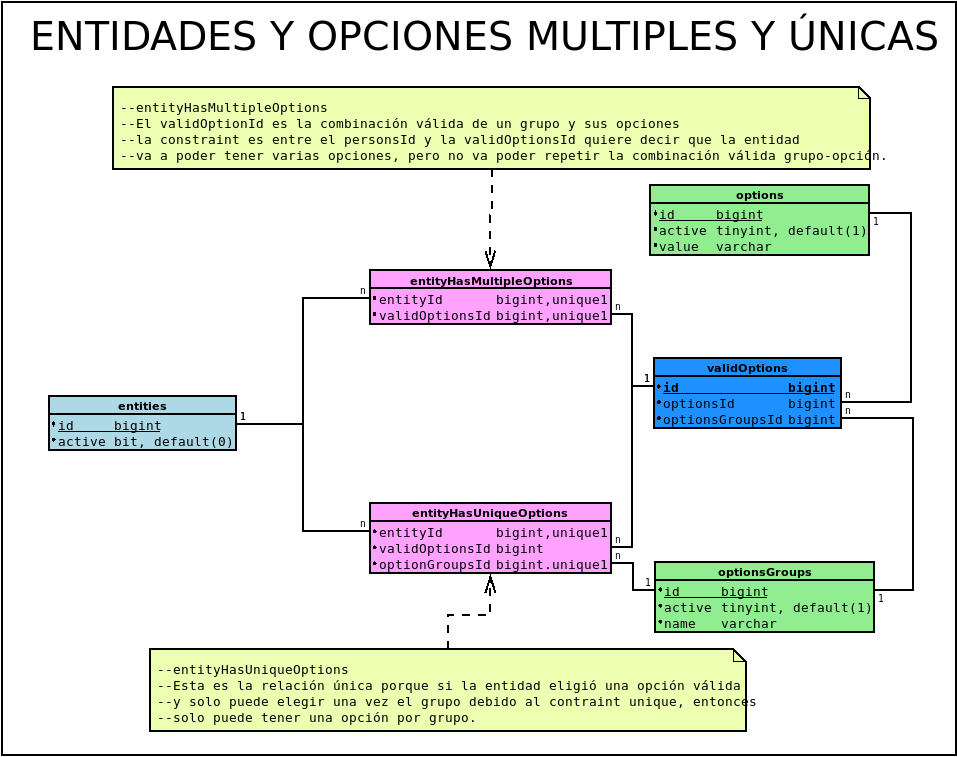 ENTIDADES Y OPCIONES MULTIPLES Y ÚNICAS
--entityHasMultipleOptions
--El validOptionId es la combinación válida de un grupo y sus opciones
--la constraint es entre el personsId y la validOptionsId quiere decir que la entidad
--va a poder tener varias opciones, pero no va poder repetir la combinación válida grupo-opción.
options
id bigint
active tinyint, default(1)
value varchar
1
entityHasMultipleOptions
entityId bigint,unique1
validOptionsId bigint,unique1
n
n
validOptions
id bigint
optionsId bigint
optionsGroupsId bigint
1
n
n
entities
id bigint
active bit, default(0)
1
entityHasUniqueOptions
entityId bigint,unique1
validOptionsId bigint
optionGroupsId bigint.unique1
n
n
n
optionsGroups
id bigint
active tinyint, default(1)
name varchar
1
1
--entityHasUniqueOptions
--Esta es la relación única porque si la entidad eligió una opción válida
--y solo puede elegir una vez el grupo debido al contraint unique, entonces
--solo puede tener una opción por grupo.